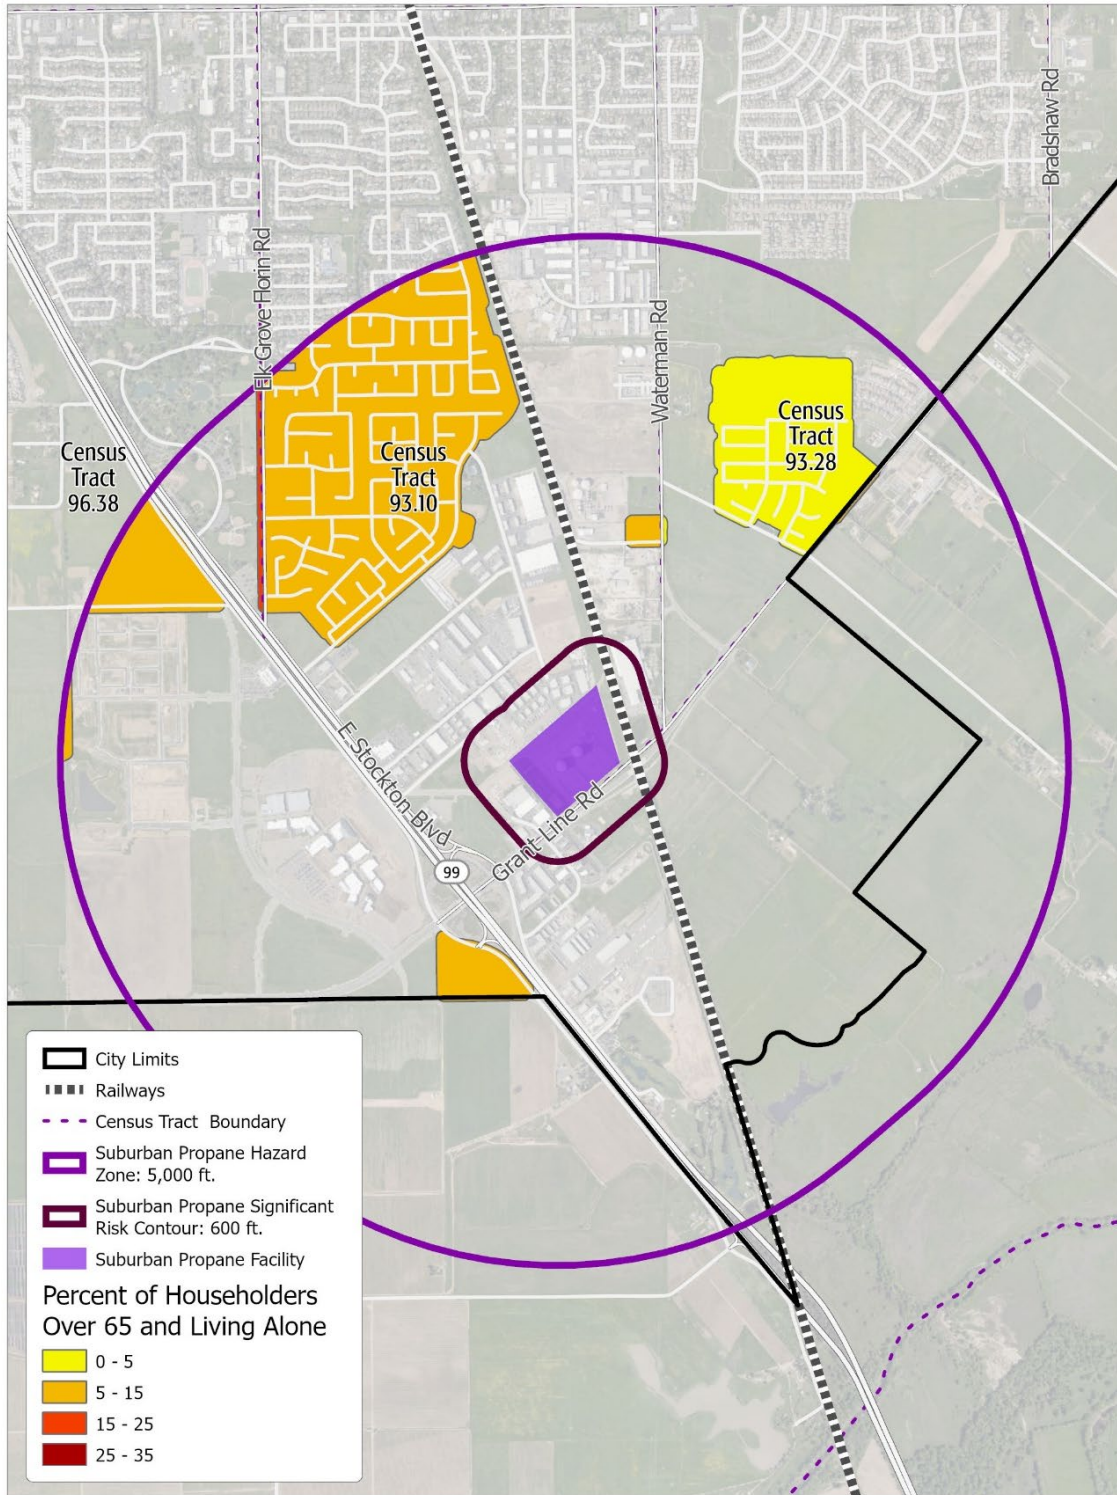 Bradshaw Rd
Elk Grove Florin Rd
Waterman Rd
Census
Tract
96.38
Census
Tract
93.10
Census
Tract
93.28
E Stockton Blvd
Grant Line Rd
99
City Limits
Railways
Census Tract Boundary
Suburban Propane Hazard
Zone: 5,000 ft.
Suburban Propane Significant
Risk Contour: 600 ft.
Suburban Propane Facility
Percent of Householders
Over 65 and Living Alone
0 - 5
5 - 15
15 - 25
25 - 35